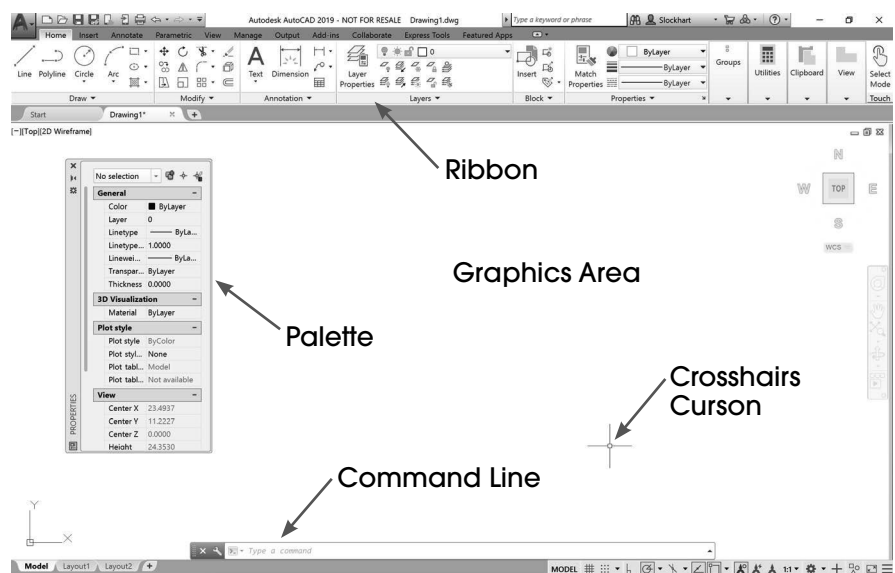 A
Autodesk AutoCAD 2019 - NOT FOR RESALE Drawing1.dwg
Type a keyword or phrase
Slockhart
Home Insert Annotate Parametric View Manage Output Add-ins Collaborate Express Tools Featured Apps
Line Polyline Circle Arc
Text Dimension
Layer Properties
0
Insert
Match Properties
ByLayer
ByLayer
ByLayer
Groups
Utilities
Clipboard
View
Select Mode
Draw Modify Annotation Layers Block Properties Touch
Start Drawing1* +
[-][Top][2D Wireframe]
Ribbon
N
W TOP E
S
WCS
No selection
General
Color ByLayer
Layer 0
Linetype ByLa...
Linetype... 1.0000
Linewei... ByLa...
Transpar... ByLayer
Thickness 0.0000
3D Visualization
Material ByLayer
Plot style
Plot style ByColor
Plot styl... None
Plot tabl... Model
Plot tabl... Not available
View
Center X 23.4937
Center Y 11.2227
Center Z 0.0000
Height 24.3530
PROPERTIES
Graphics Area
Palette
Crosshairs
Curson
Command Line
Y
X
Type a command
Model Layout1 Layout2 +
MODEL 1:1